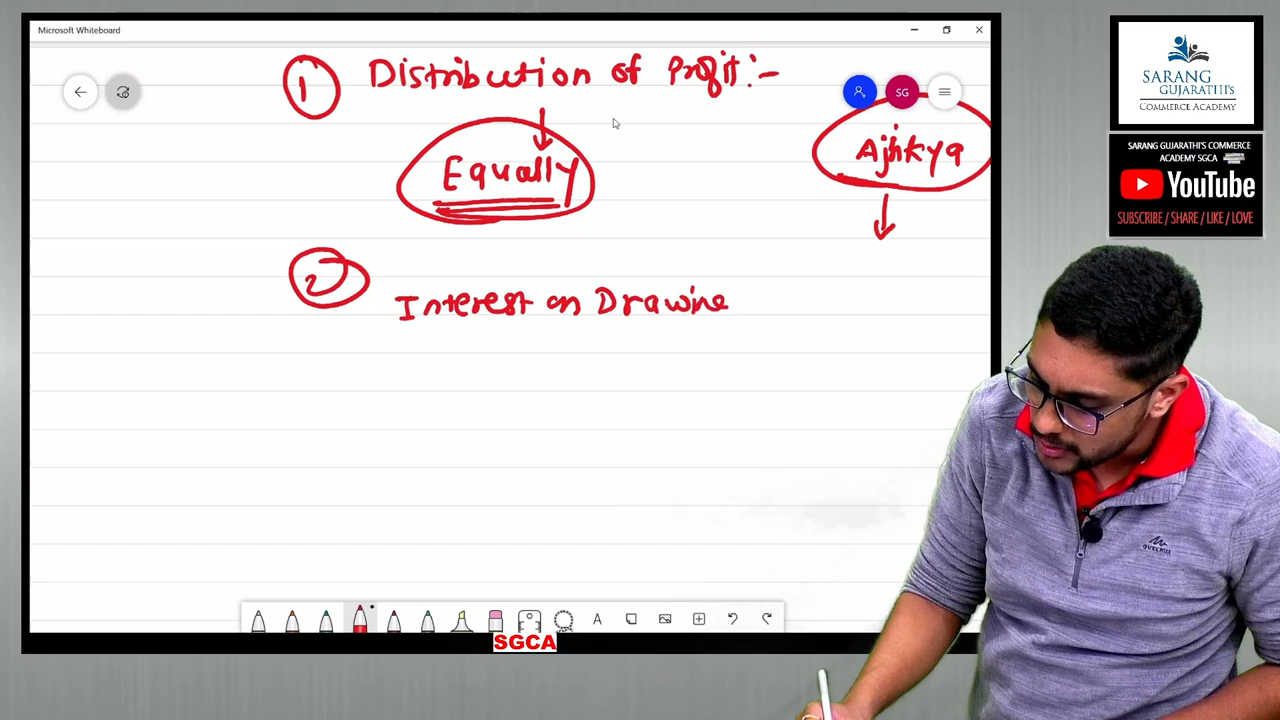 Microsoft Whiteboard
1 Distribution of Profit :-
SG
Equally
Ajinkya
2
Interest on Drawing
A
SGCA
SARANG
GUJARATHI'S
COMMERCE ACADEMY
SARANG GUJARATHI'S COMMERCE
ACADEMY SGCA
YouTube
SUBSCRIBE / SHARE / LIKE / LOVE
QUECHUA